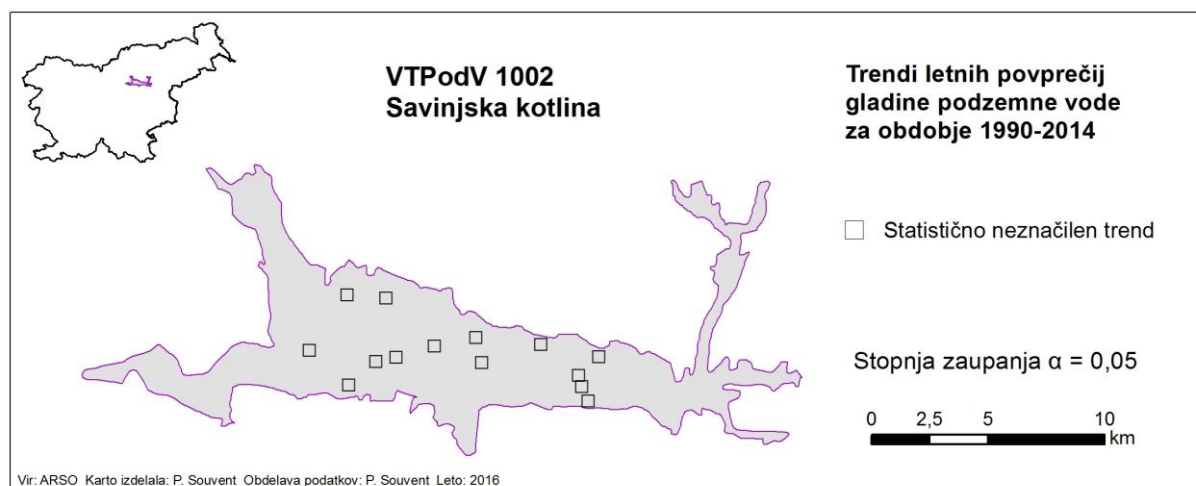 VTPodV 1002
Savinjska kotlina
Trendi letnih povprečij
gladine podzemne vode
za obdobje 1990-2014
Statistično neznačilen trend
Stopnja zaupanja α = 0,05
0 2,5 5 10
km
Vir: ARSO Karto izdelala: P. Souvent Obdelava podatkov: P. Souvent Leto: 2016